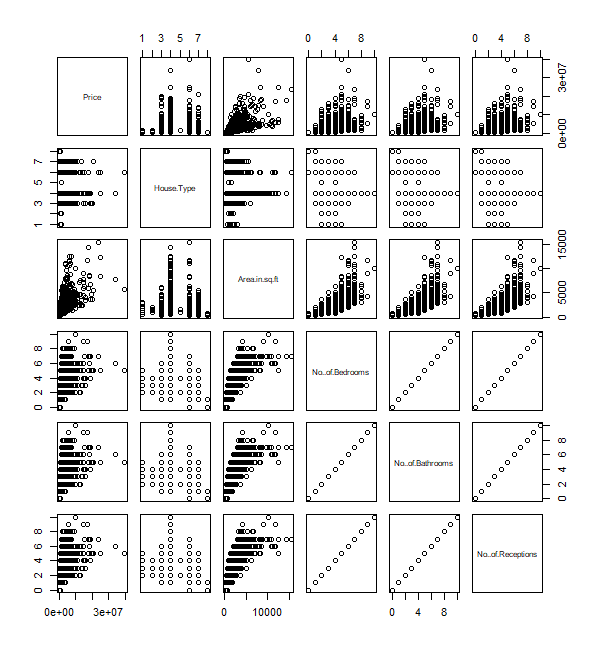 1 3 5 7
0 4 8
0 4 8
Price
0e+00 3e+07
1 3 5 7
House.Type
Area.in.sq.ft
0 5000 15000
0 2 4 6 8
No..of.Bedrooms
No..of.Bathrooms
0 2 4 6 8
0 2 4 6 8
No..of.Receptions
0e+00 3e+07
0 10000
0 4 8